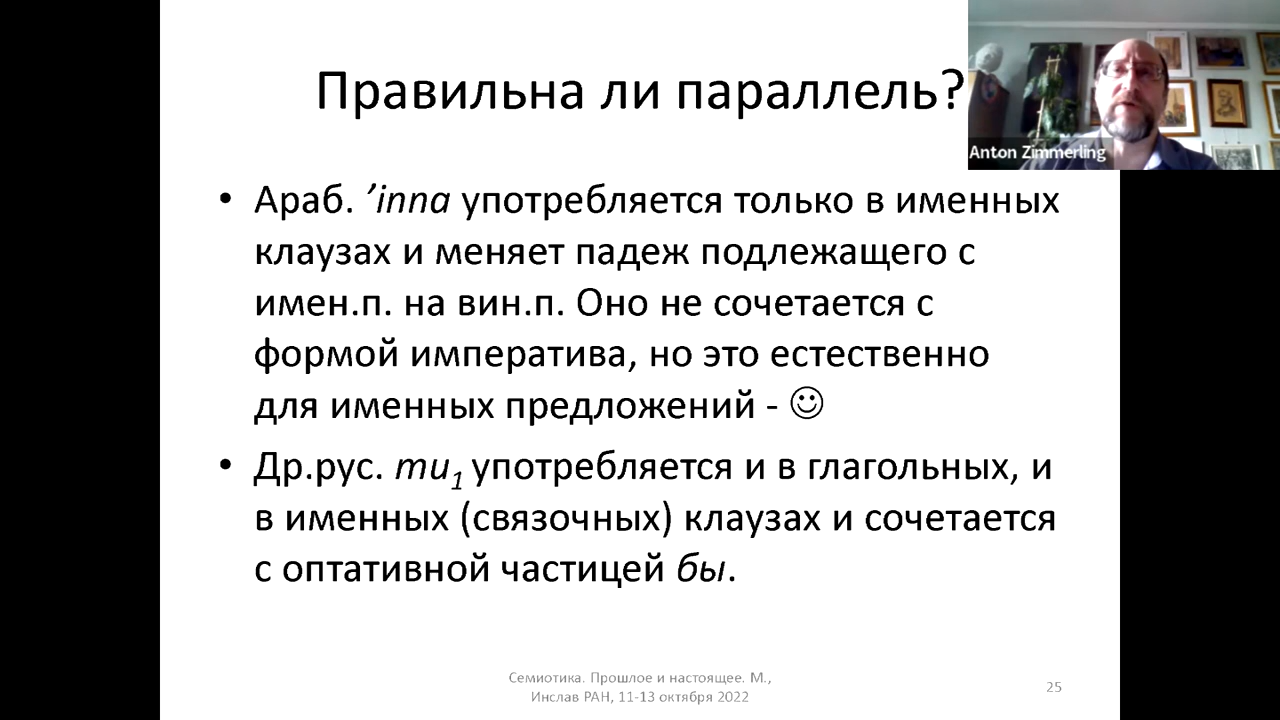 Правильна ли параллель?
Anton Zimmerling
• Араб. ’inna употребляется только в именных
клаузах и меняет падеж подлежащего с
имен.п. на вин.п. Оно не сочетается с
формой императива, но это естественно
для именных предложений - ☺
• Др.рус. ти1 употребляется и в глагольных, и
в именных (связочных) клаузах и сочетается
с оптативной частицей бы.
Семиотика. Прошлое и настоящее. М.,
Инслав РАН, 11-13 октября 2022
25